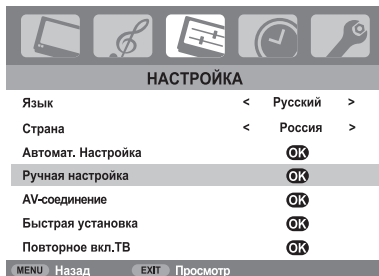 НАСТРОЙКА
Язык < Русский >
Страна < Россия >
Автомат. Настройка OK
Ручная настройка OK
AV-соединение OK
Быстрая установка OK
Повторное вкл.ТВ OK
MENU Назад EXIT Просмотр